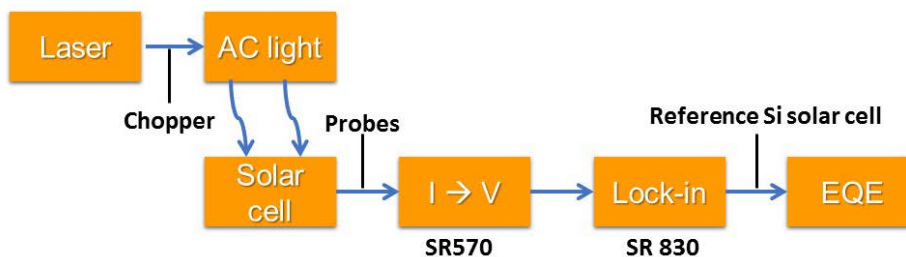 Laser
AC light
Chopper
Probes
Reference Si solar cell
Solar
cell
I → V
Lock-in
EQE
SR570
SR 830